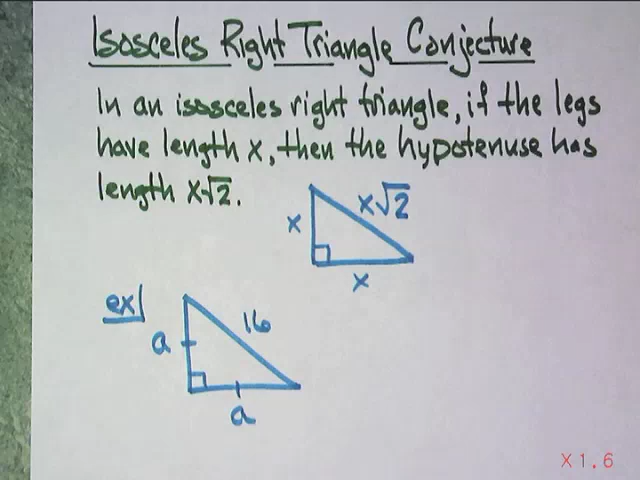 Isosceles Right Triangle Conjecture
In an isosceles right triangle, if the legs
have length x, then the hypotenuse has
length x√2.
x
x√2
x
ex
a
16
a
X1.6